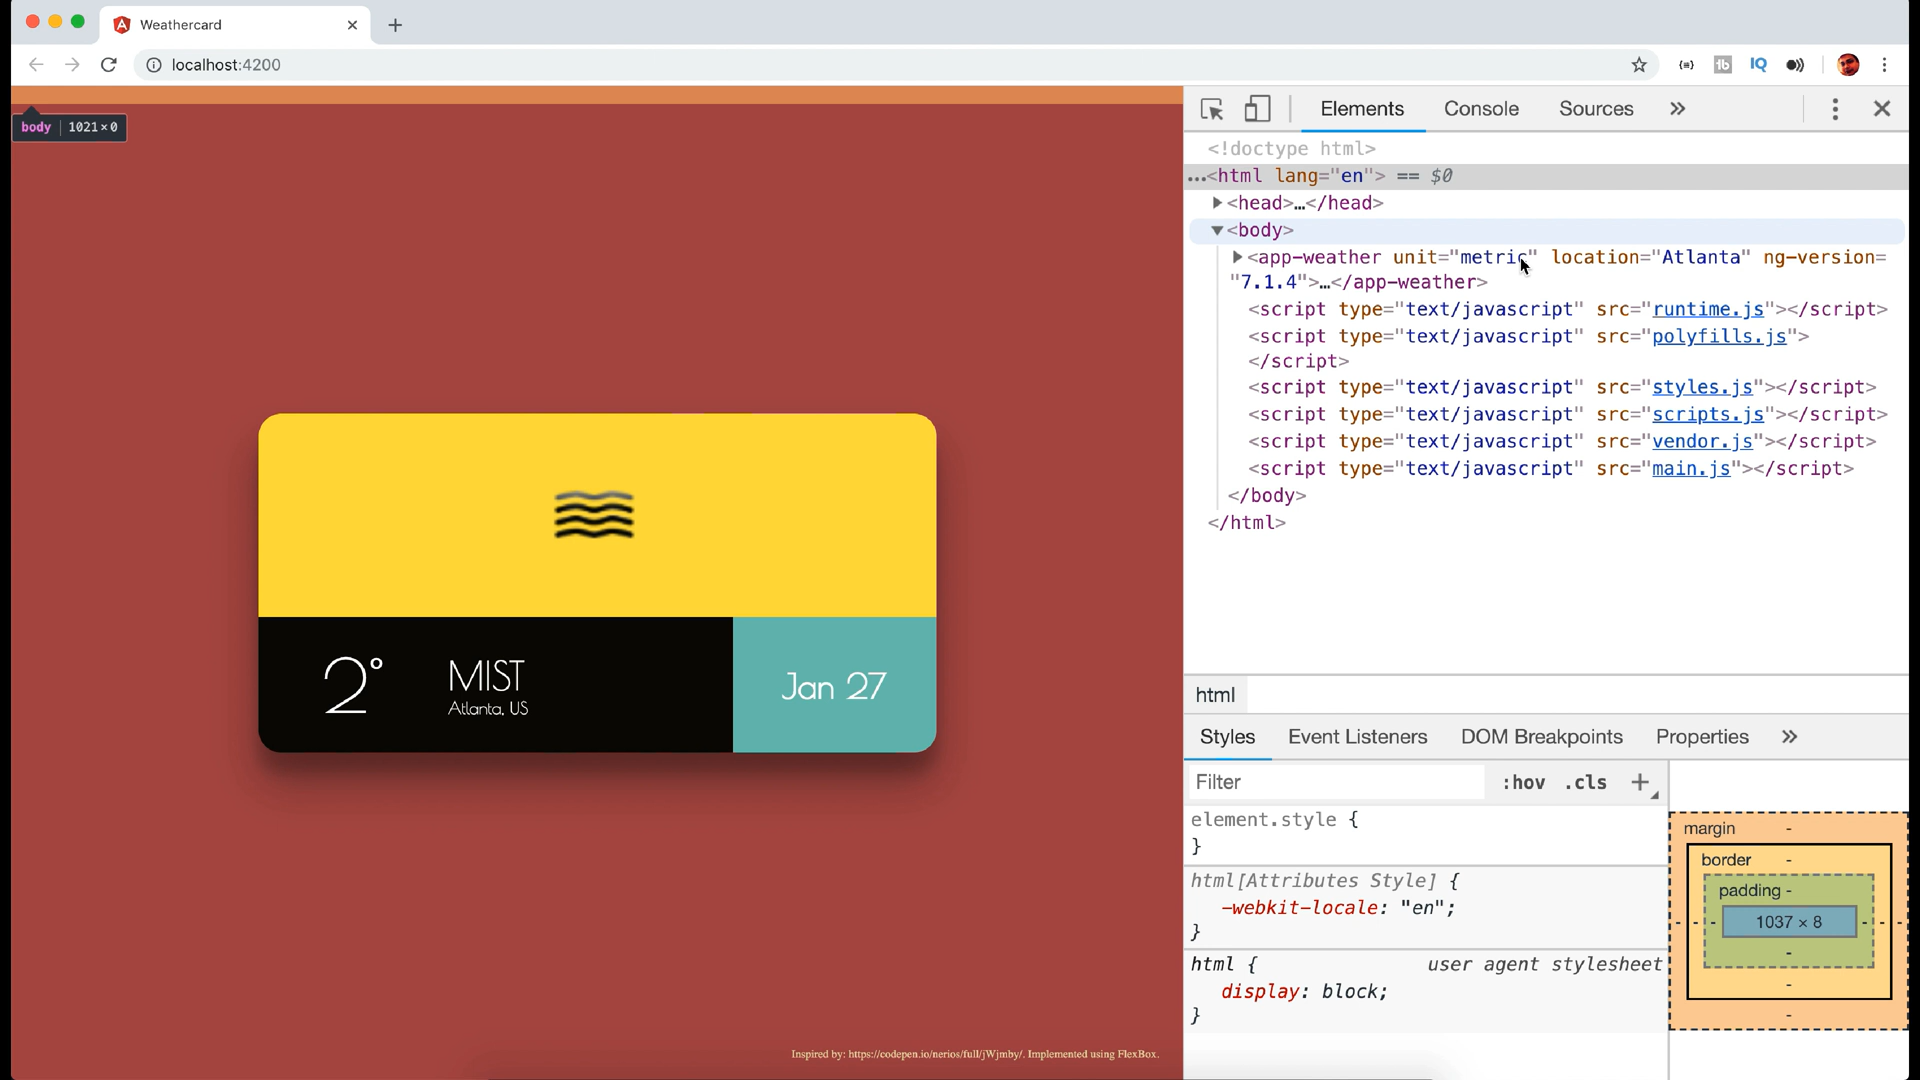 Weathercard
localhost:4200
body 1021×0
Elements Console Sources
<!doctype html>
…<html lang="en"> == $0
<head>…</head>
<body>
<app-weather unit="metric" location="Atlanta" ng-version=
"7.1.4">…</app-weather>
<script type="text/javascript" src="runtime.js"></script>
<script type="text/javascript" src="polyfills.js">
</script>
<script type="text/javascript" src="styles.js"></script>
<script type="text/javascript" src="scripts.js"></script>
<script type="text/javascript" src="vendor.js"></script>
<script type="text/javascript" src="main.js"></script>
</body>
</html>
2°
MIST
Atlanta, US
Jan 27
html
Styles Event Listeners DOM Breakpoints Properties
Filter :hov .cls
element.style {
}
html[Attributes Style] {
-webkit-locale: "en";
}
html { user agent stylesheet
display: block;
}
margin -
border -
padding -
- - - 1037 × 8 - - -
-
-
-
Inspired by: https://codepen.io/nerios/full/jWjmby/. Implemented using FlexBox.
IQ
tb